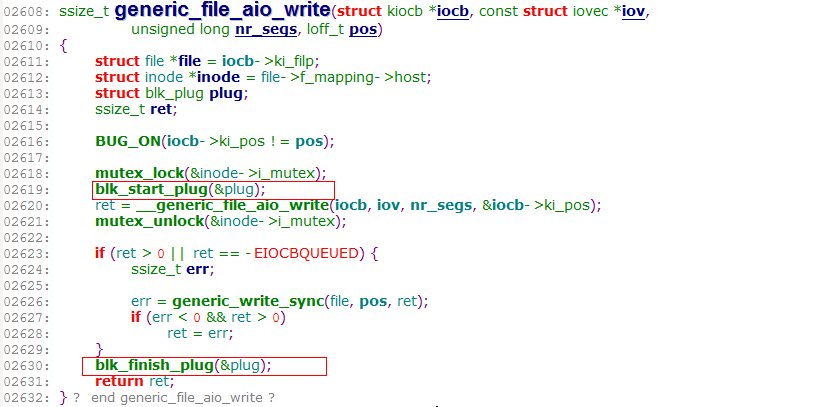 02608: ssize_t generic_file_aio_write(struct kiocb *iocb, const struct iovec *iov,
02609: unsigned long nr_segs, loff_t pos)
02610: {
02611: struct file *file = iocb->ki_filp;
02612: struct inode *inode = file->f_mapping->host;
02613: struct blk_plug plug;
02614: ssize_t ret;
02615:
02616: BUG_ON(iocb->ki_pos != pos);
02617:
02618: mutex_lock(&inode->i_mutex);
02619: blk_start_plug(&plug);
02620: ret = __generic_file_aio_write(iocb, iov, nr_segs, &iocb->ki_pos);
02621: mutex_unlock(&inode->i_mutex);
02622:
02623: if (ret > 0 || ret == -EIOCBQUEUED) {
02624: ssize_t err;
02625:
02626: err = generic_write_sync(file, pos, ret);
02627: if (err < 0 && ret > 0)
02628: ret = err;
02629: }
02630: blk_finish_plug(&plug);
02631: return ret;
02632: } ? end generic_file_aio_write ?